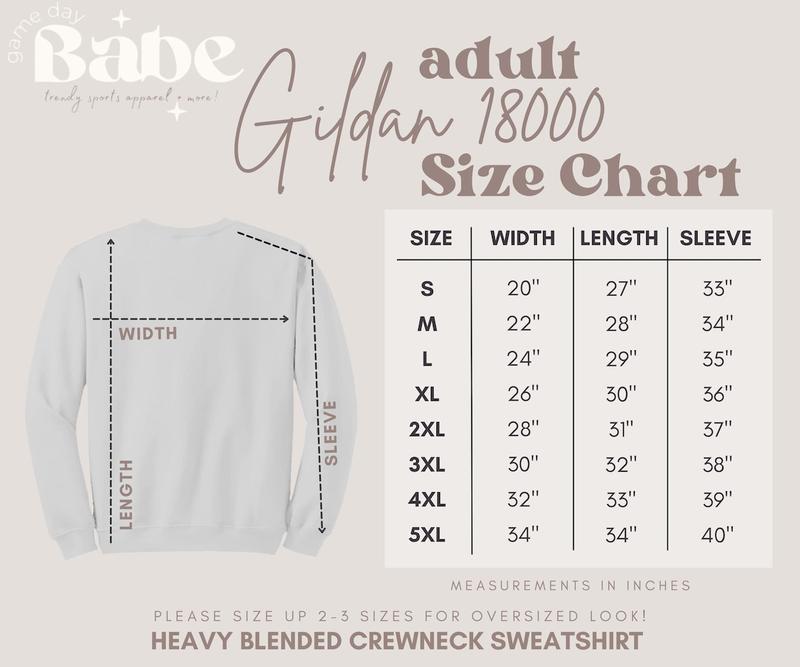 game day
Babe
trendy sports apparel + more!
adult
Gildan 18000
Size Chart
SIZE WIDTH LENGTH SLEEVE
S 20" 27" 33"
M 22" 28" 34"
L 24" 29" 35"
XL 26" 30" 36"
2XL 28" 31" 37"
3XL 30" 32" 38"
4XL 32" 33" 39"
5XL 34" 34" 40"
WIDTH
LENGTH
SLEEVE
MEASUREMENTS IN INCHES
PLEASE SIZE UP 2-3 SIZES FOR OVERSIZED LOOK!
HEAVY BLENDED CREWNECK SWEATSHIRT